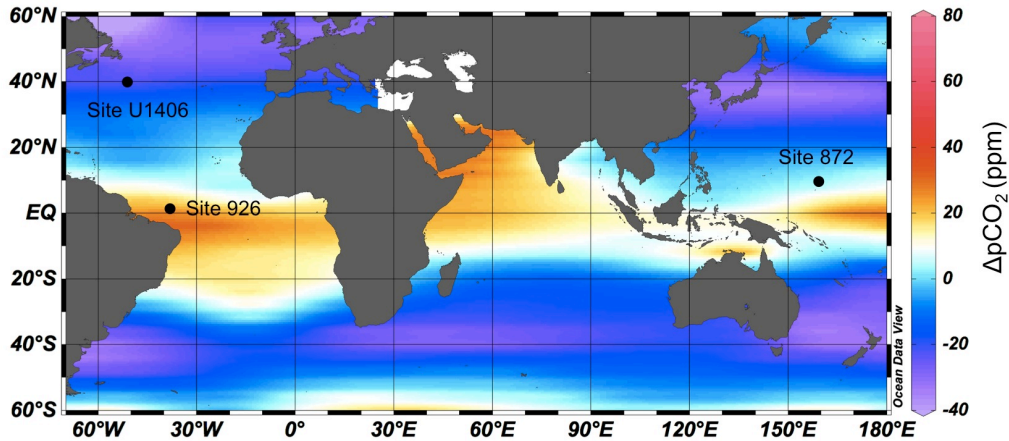 60°N
40°N
20°N
EQ
20°S
40°S
60°S
Site U1406
Site 926
Site 872
60°W 30°W 0° 30°E 60°E 90°E 120°E 150°E 180°E
Ocean Data View
80
60
40
20
0
-20
-40
ΔpCO₂ (ppm)